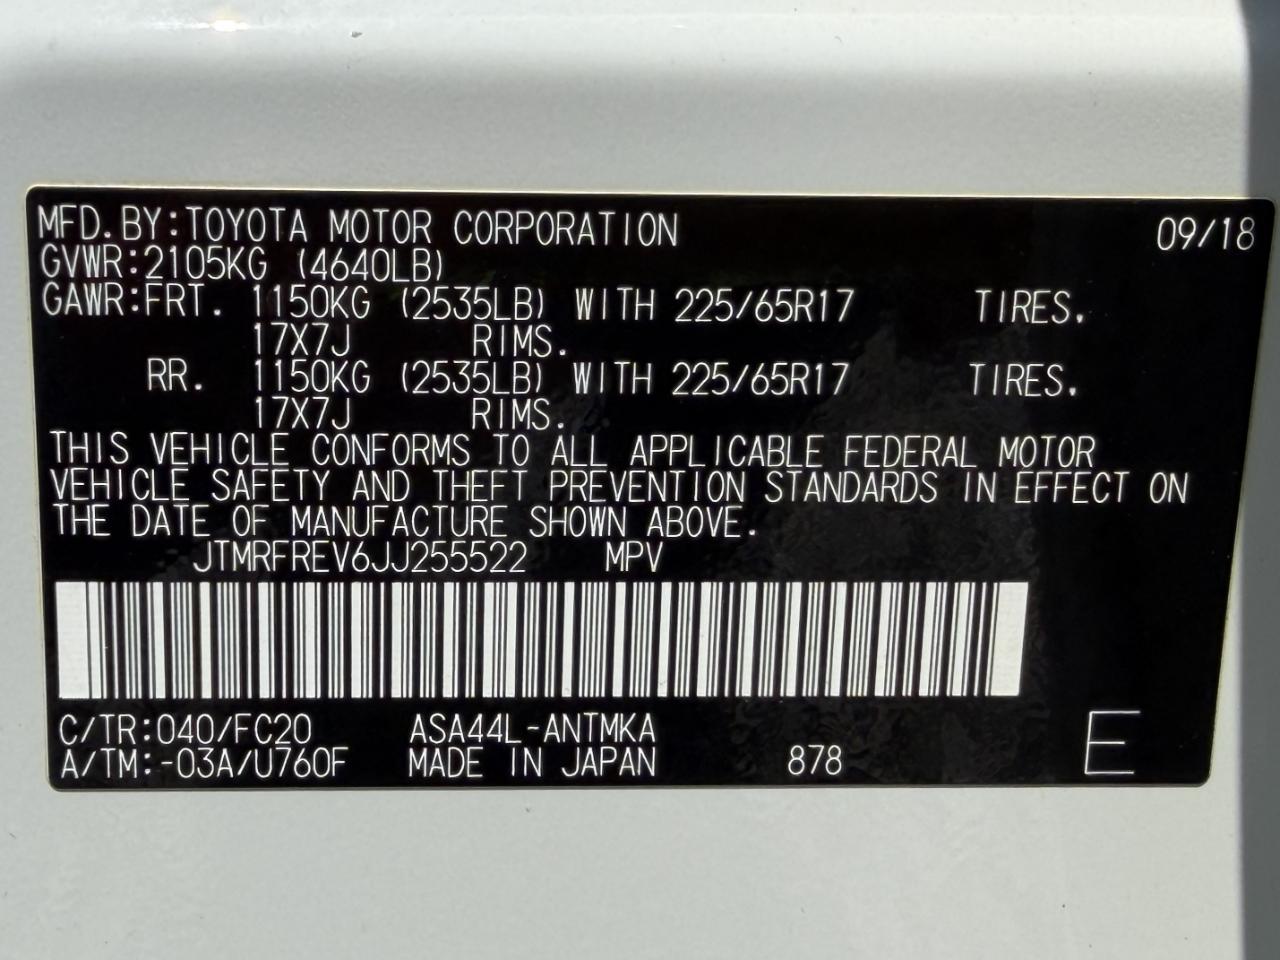 MFD.BY:TOYOTA MOTOR CORPORATION 09/18
GVWR:2105KG (4640LB)
GAWR:FRT. 1150KG (2535LB) WITH 225/65R17 TIRES.
17X7J RIMS.
RR. 1150KG (2535LB) WITH 225/65R17 TIRES.
17X7J RIMS.
THIS VEHICLE CONFORMS TO ALL APPLICABLE FEDERAL MOTOR
VEHICLE SAFETY AND THEFT PREVENTION STANDARDS IN EFFECT ON
THE DATE OF MANUFACTURE SHOWN ABOVE.
JTMRFREV6JJ255522 MPV
C/TR:040/FC20 ASA44L-ANTMKA
A/TM:-03A/U760F MADE IN JAPAN 878 E